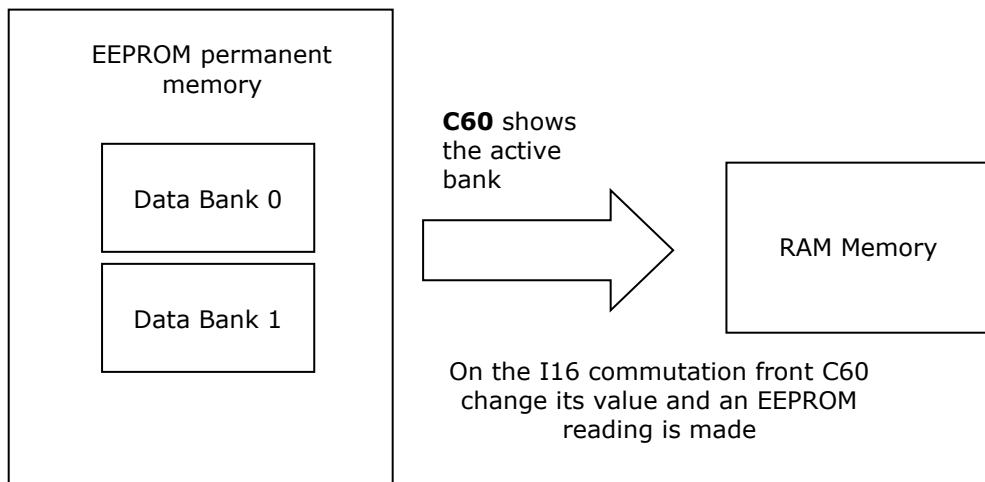 EEPROM permanent
memory
Data Bank 0
Data Bank 1
C60 shows
the active
bank
RAM Memory
On the I16 commutation front C60
change its value and an EEPROM
reading is made